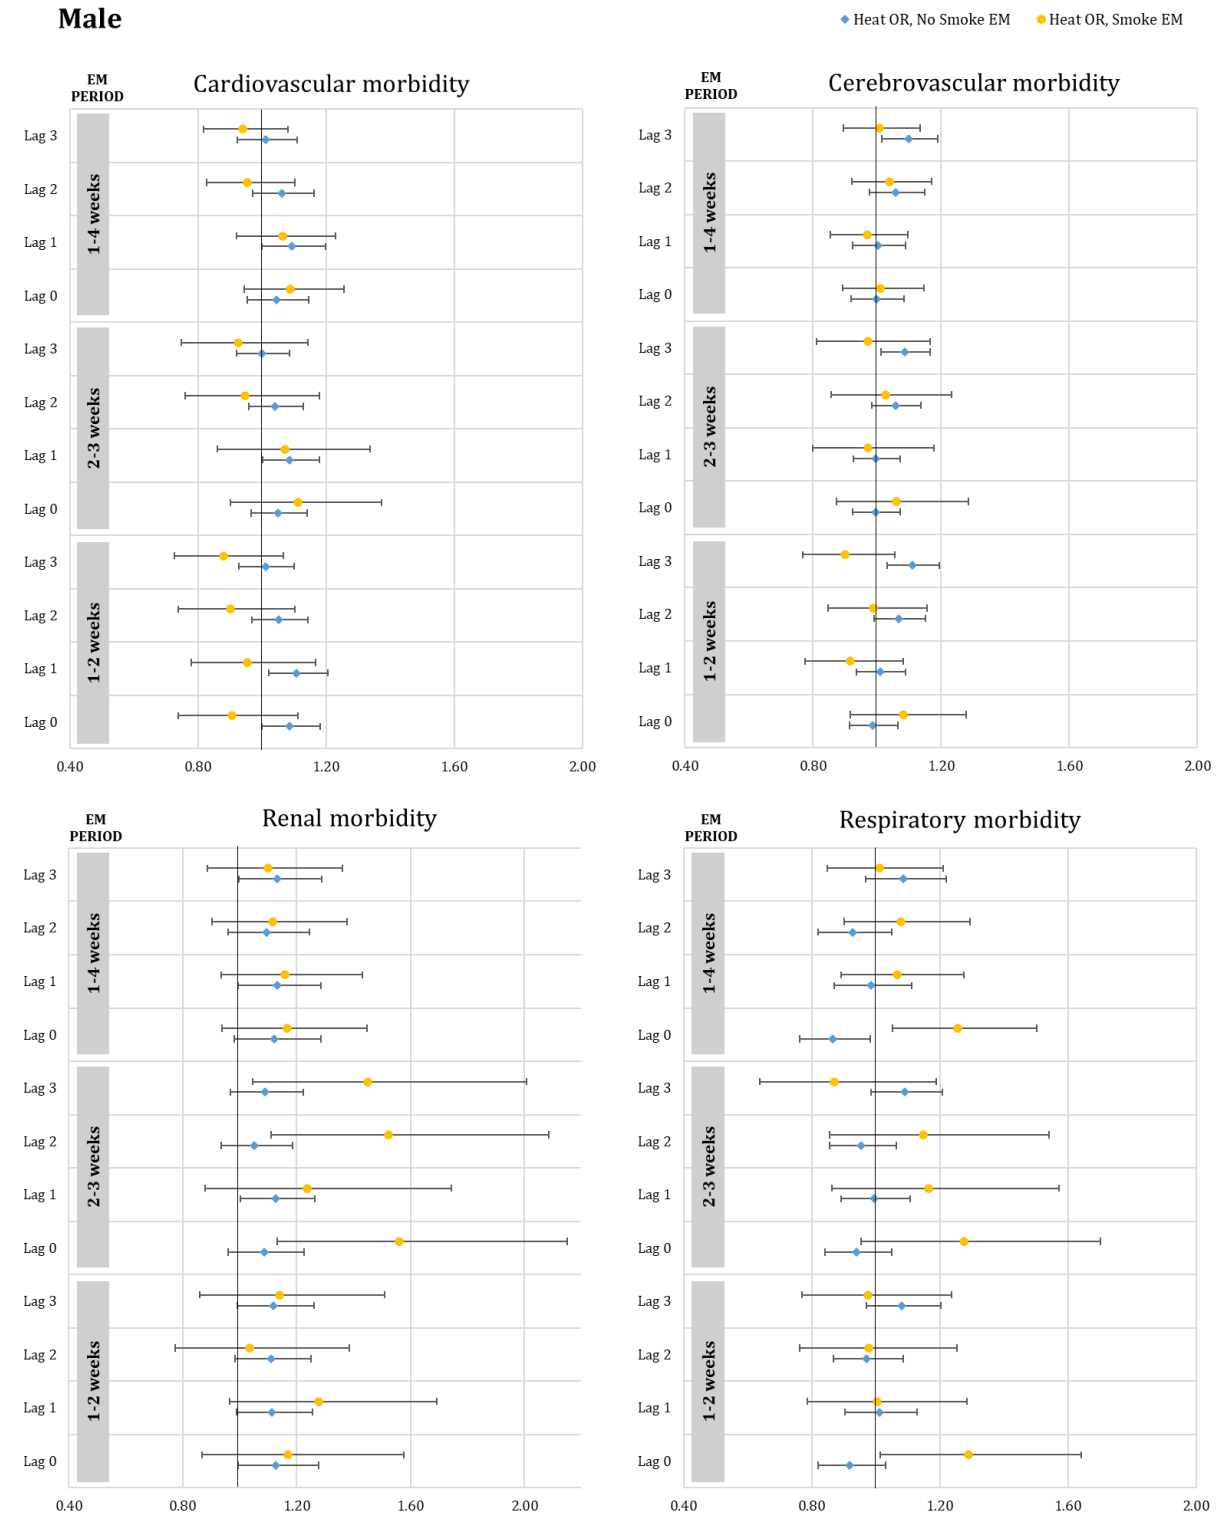 Male
Heat OR, No Smoke EM
Heat OR, Smoke EM
EM
PERIOD
Cardiovascular morbidity
Lag 3
Lag 2
Lag 1
Lag 0
1-4 weeks
Lag 3
Lag 2
Lag 1
Lag 0
2-3 weeks
Lag 3
Lag 2
Lag 1
Lag 0
1-2 weeks
0.40 0.80 1.20 1.60 2.00
EM
PERIOD
Cerebrovascular morbidity
Lag 3
Lag 2
Lag 1
Lag 0
1-4 weeks
Lag 3
Lag 2
Lag 1
Lag 0
2-3 weeks
Lag 3
Lag 2
Lag 1
Lag 0
1-2 weeks
0.40 0.80 1.20 1.60 2.00
EM
PERIOD
Renal morbidity
Lag 3
Lag 2
Lag 1
Lag 0
1-4 weeks
Lag 3
Lag 2
Lag 1
Lag 0
2-3 weeks
Lag 3
Lag 2
Lag 1
Lag 0
1-2 weeks
0.40 0.80 1.20 1.60 2.00
EM
PERIOD
Respiratory morbidity
Lag 3
Lag 2
Lag 1
Lag 0
1-4 weeks
Lag 3
Lag 2
Lag 1
Lag 0
2-3 weeks
Lag 3
Lag 2
Lag 1
Lag 0
1-2 weeks
0.40 0.80 1.20 1.60 2.00